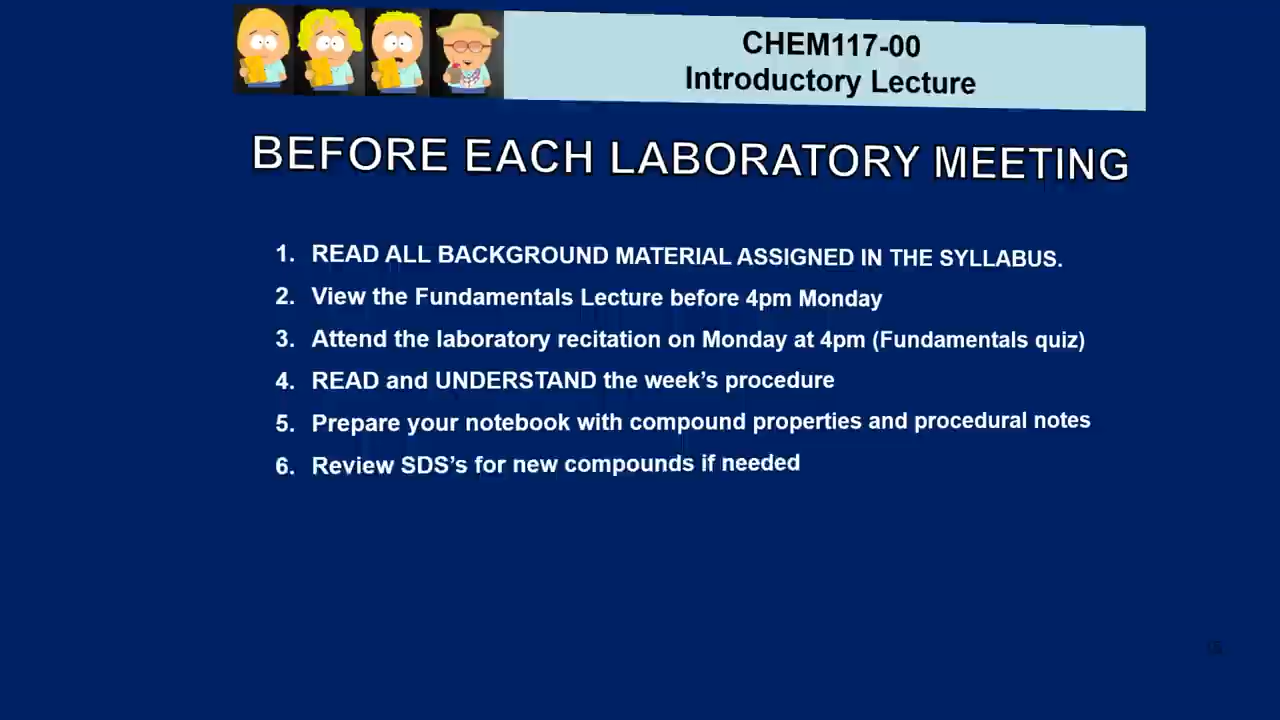 CHEM117-00
Introductory Lecture
BEFORE EACH LABORATORY MEETING
1. READ ALL BACKGROUND MATERIAL ASSIGNED IN THE SYLLABUS.
2. View the Fundamentals Lecture before 4pm Monday
3. Attend the laboratory recitation on Monday at 4pm (Fundamentals quiz)
4. READ and UNDERSTAND the week’s procedure
5. Prepare your notebook with compound properties and procedural notes
6. Review SDS’s for new compounds if needed